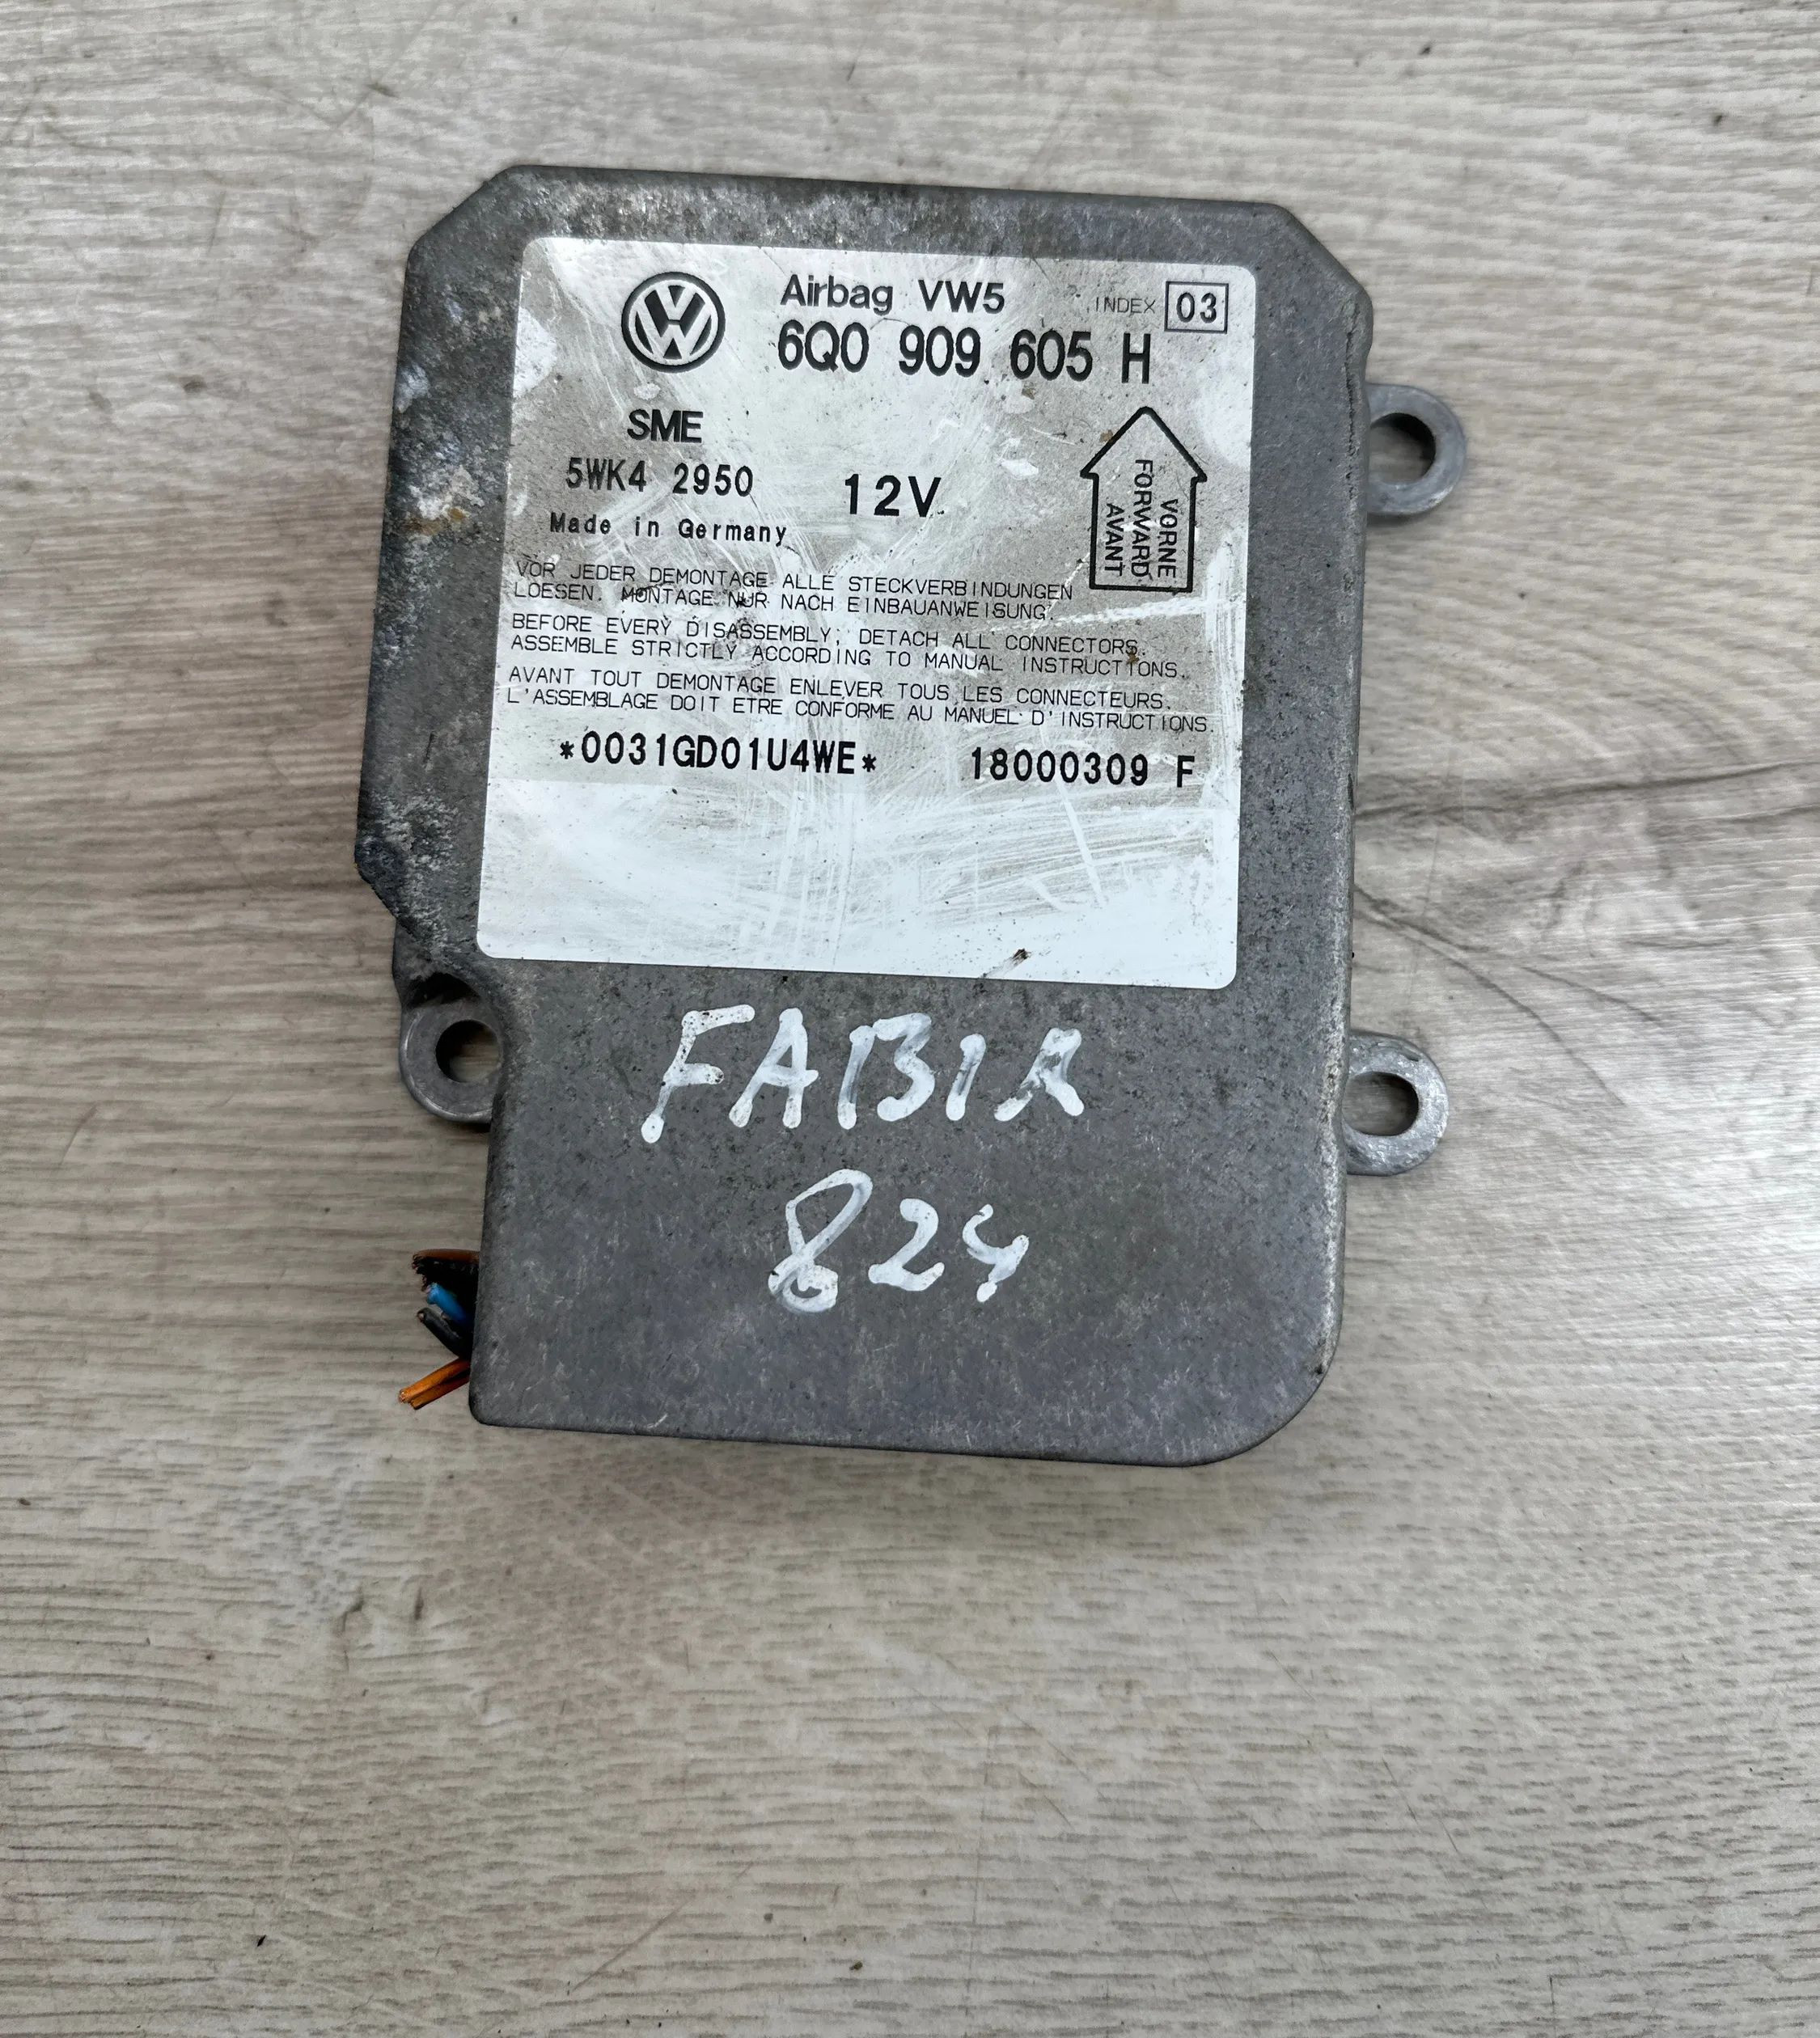 Airbag VW5 INDEX 03
6Q0 909 605 H
SME
5WK4 2950 12V
Made in Germany
VORNE
FORWARD
AVANT
VOR JEDER DEMONTAGE ALLE STECKVERBINDUNGEN
LOESEN. MONTAGE NUR NACH EINBAUANWEISUNG.
BEFORE EVERY DISASSEMBLY, DETACH ALL CONNECTORS.
ASSEMBLE STRICTLY ACCORDING TO MANUAL INSTRUCTIONS.
AVANT TOUT DEMONTAGE ENLEVER TOUS LES CONNECTEURS.
L'ASSEMBLAGE DOIT ETRE CONFORME AU MANUEL D'INSTRUCTIONS.
*0031GD01U4WE* 18000309 F
FABIA
824